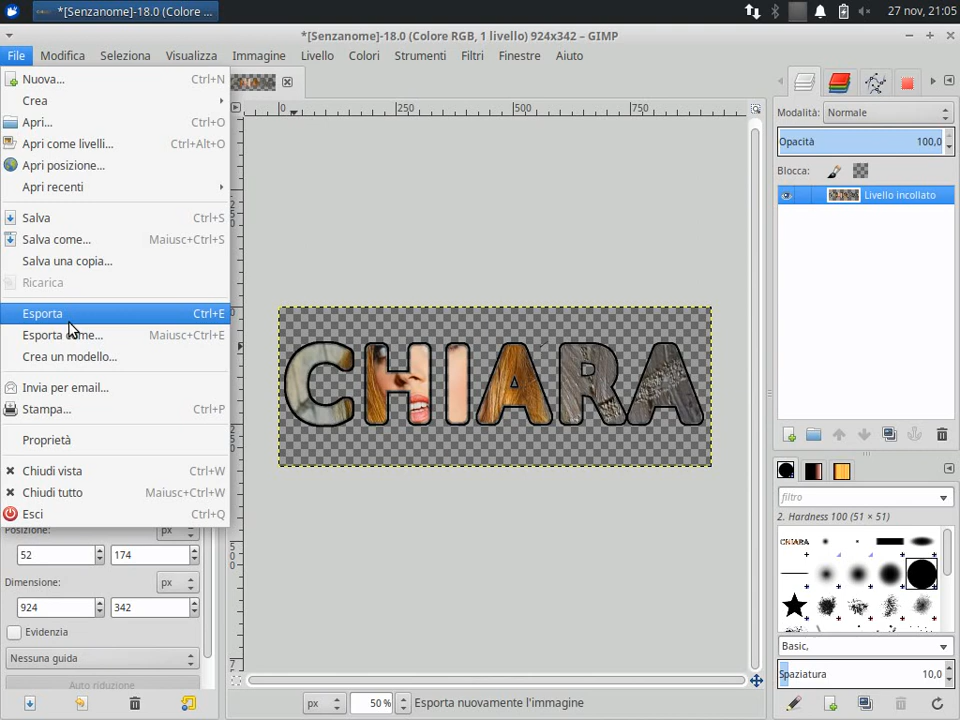 *[Senzanome]-18.0 (Colore ...
27 nov, 21:05
*[Senzanome]-18.0 (Colore RGB, 1 livello) 924x342 – GIMP
File Modifica Seleziona Visualizza Immagine Livello Colori Strumenti Filtri Finestre Aiuto
Nuova... Ctrl+N
Crea
Apri... Ctrl+O
Apri come livelli... Ctrl+Alt+O
Apri posizione...
Apri recenti
Salva Ctrl+S
Salva come... Maiusc+Ctrl+S
Salva una copia...
Ricarica
Esporta Ctrl+E
Esporta come... Maiusc+Ctrl+E
Crea un modello...
Invia per email...
Stampa... Ctrl+P
Proprietà
Chiudi vista Ctrl+W
Chiudi tutto Maiusc+Ctrl+W
Esci Ctrl+Q
Posizione: px
52 174
Dimensione: px
924 342
Evidenzia
Nessuna guida
Auto riduzione
0 250 500 750
CHIARA
px 50 % Esporta nuovamente l'immagine
Modalità: Normale
Opacità 100,0
Blocca:
Livello incollato
filtro
2. Hardness 100 (51 × 51)
CHIARA
Basic,
Spaziatura 10,0